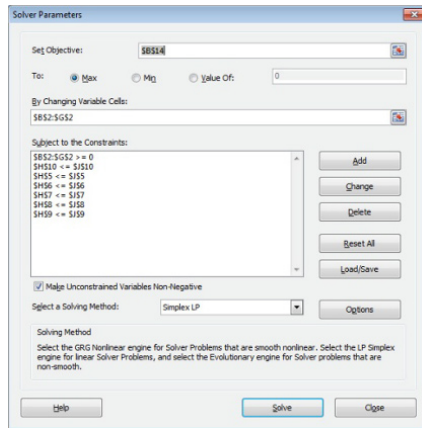 Solver Parameters
Set Objective: $B$14
To: Max Min Value Of: 0
By Changing Variable Cells:
$B$2:$G$2
Subject to the Constraints:
$B$2:$G$2 >= 0
$H$10 <= $J$10
$H$5 <= $J$5
$H$6 <= $J$6
$H$7 <= $J$7
$H$8 <= $J$8
$H$9 <= $J$9
Add
Change
Delete
Reset All
Load/Save
Make Unconstrained Variables Non-Negative
Select a Solving Method: Simplex LP Options
Solving Method
Select the GRG Nonlinear engine for Solver Problems that are smooth nonlinear. Select the LP Simplex
engine for linear Solver Problems, and select the Evolutionary engine for Solver problems that are
non-smooth.
Help Solve Close